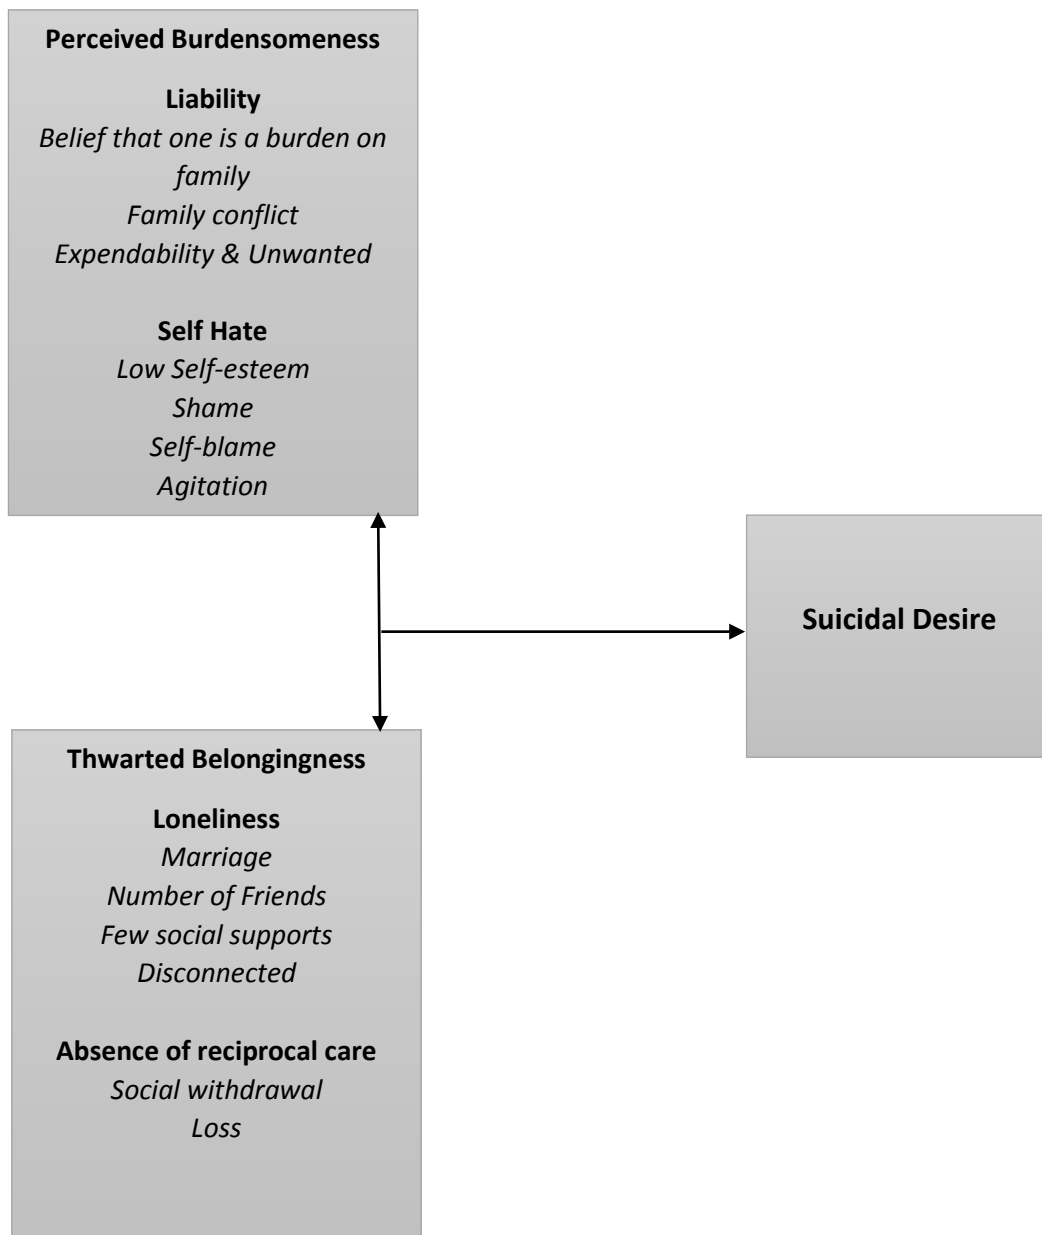 Perceived Burdensomeness
Liability
Belief that one is a burden on
family
Family conflict
Expendability & Unwanted
Self Hate
Low Self-esteem
Shame
Self-blame
Agitation
Suicidal Desire
Thwarted Belongingness
Loneliness
Marriage
Number of Friends
Few social supports
Disconnected
Absence of reciprocal care
Social withdrawal
Loss